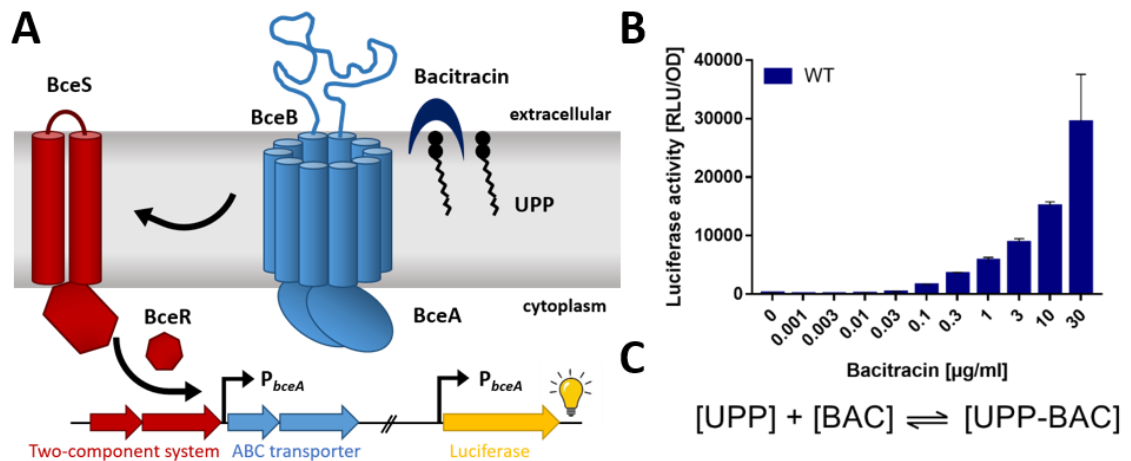 A
BceS
BceB
Bacitracin
extracellular
UPP
cytoplasm
BceA
BceR
PbceA
PbceA
Two-component system
ABC transporter
Luciferase
B
WT
Luciferase activity [RLU/OD]
40000
30000
20000
10000
0
0 0.001 0.003 0.01 0.03 0.1 0.3 1 3 10 30
Bacitracin [µg/ml]
C
[UPP] + [BAC] ⇌ [UPP-BAC]